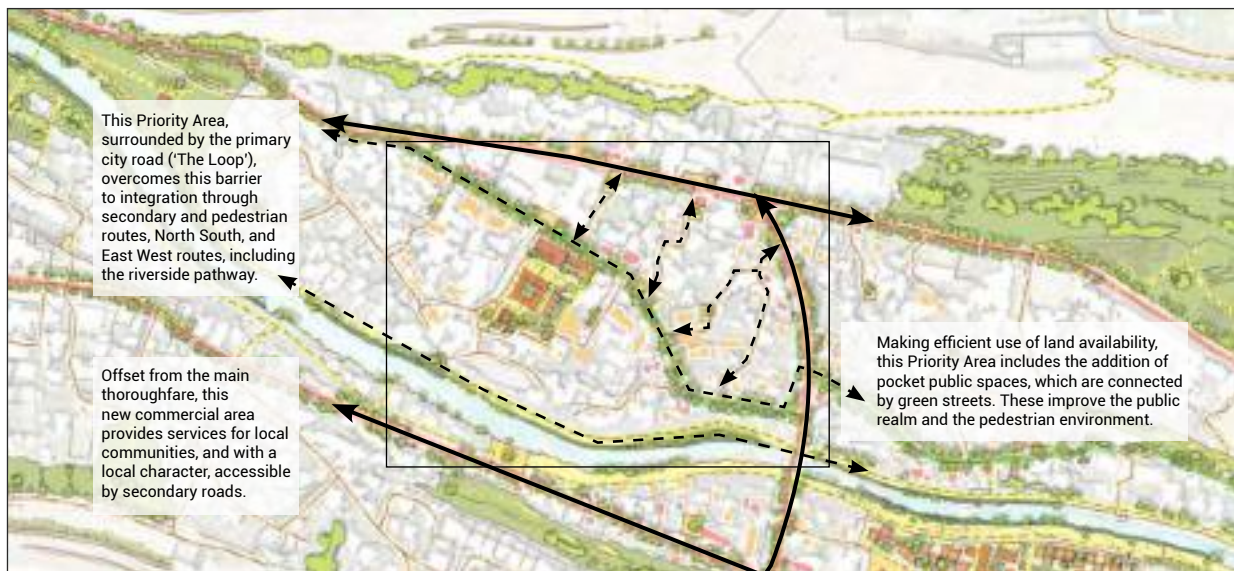 This Priority Area,
surrounded by the primary
city road (‘The Loop’),
overcomes this barrier
to integration through
secondary and pedestrian
routes, North South, and
East West routes, including
the riverside pathway.
Offset from the main
thoroughfare, this
new commercial area
provides services for local
communities, and with a
local character, accessible
by secondary roads.
Making efficient use of land availability,
this Priority Area includes the addition of
pocket public spaces, which are connected
by green streets. These improve the public
realm and the pedestrian environment.